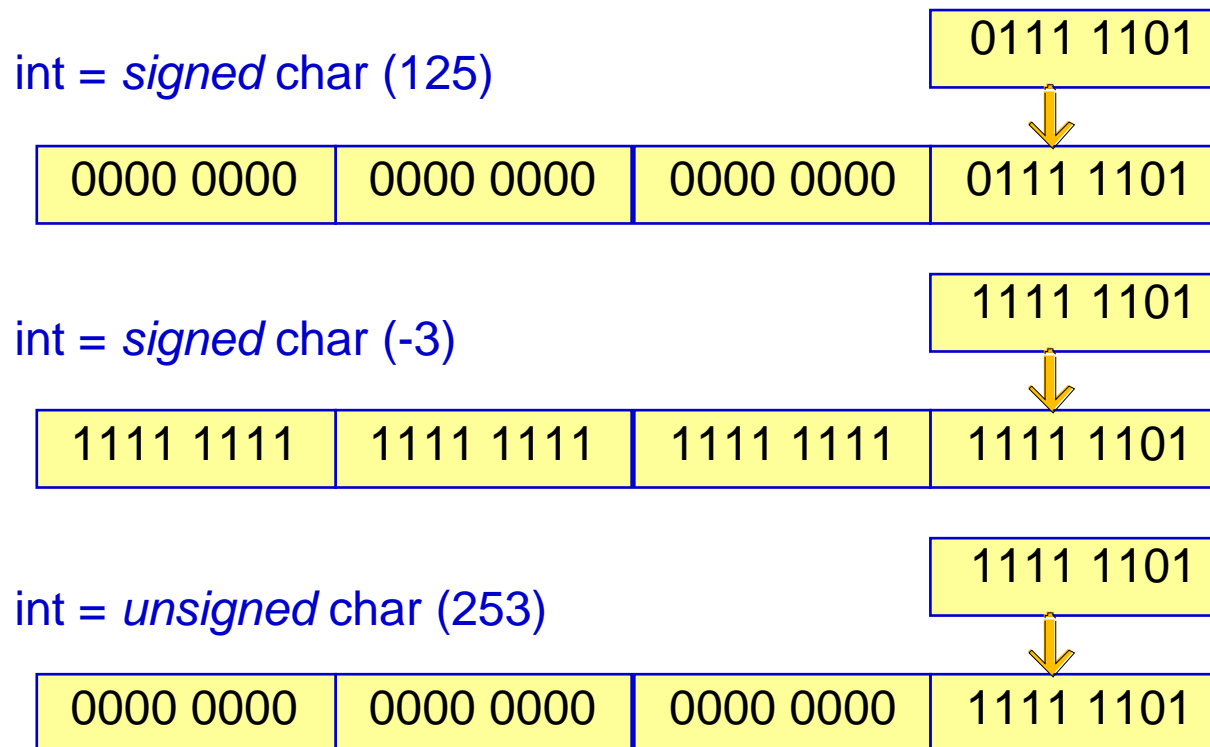 0111 1101
int = signed char (125)
0000 0000 0000 0000 0000 0000 0111 1101
1111 1101
int = signed char (-3)
1111 1111 1111 1111 1111 1111 1111 1101
1111 1101
int = unsigned char (253)
0000 0000 0000 0000 0000 0000 1111 1101